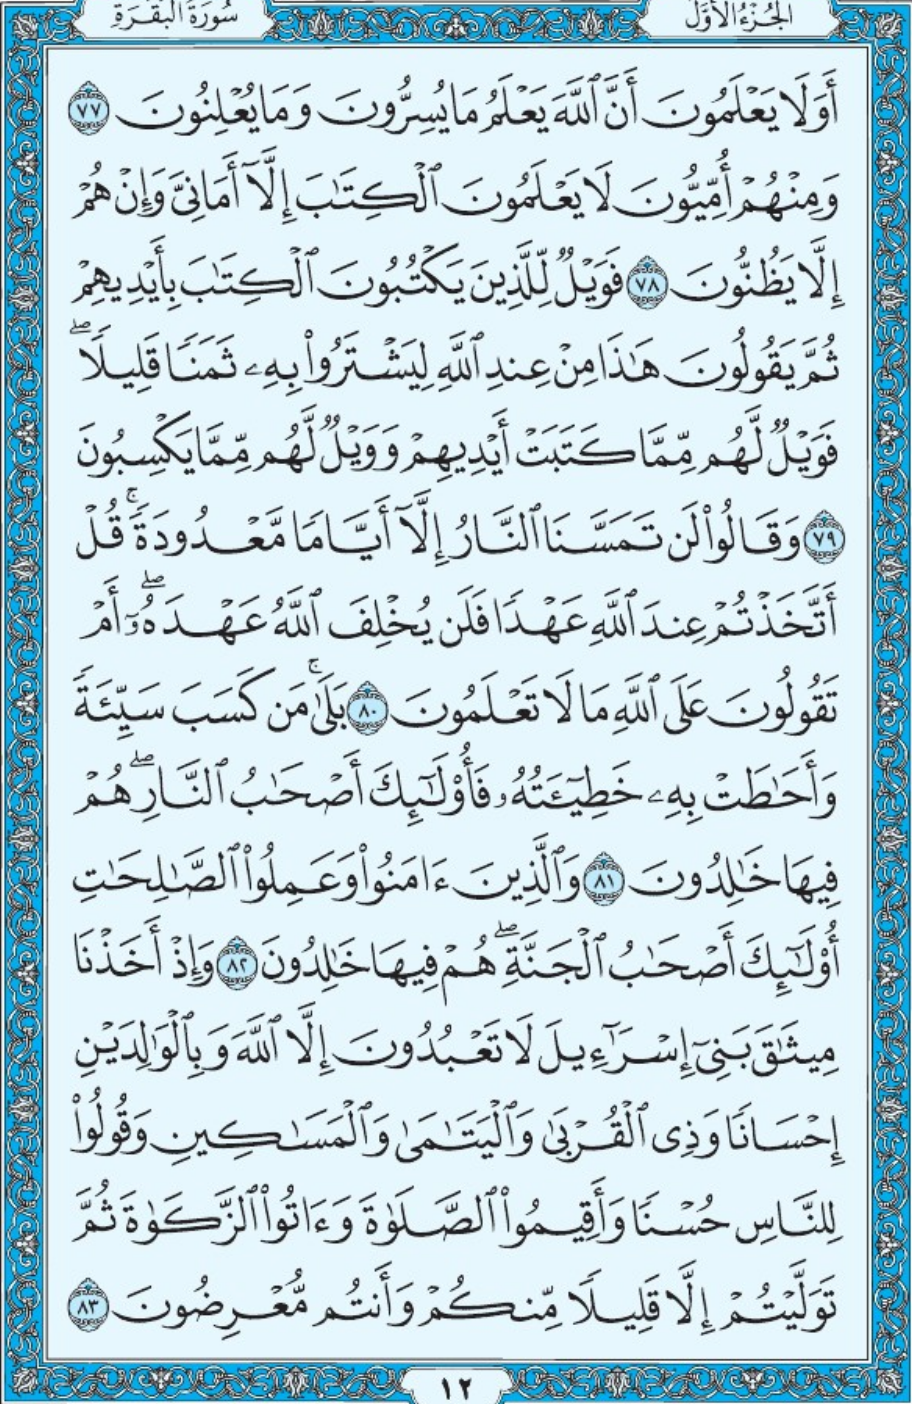 الجُزْءُ الأَوَّلُ
سُورَةُ البَقَرَةِ
أَوَلَا يَعْلَمُونَ أَنَّ ٱللَّهَ يَعْلَمُ مَا يُسِرُّونَ وَمَا يُعْلِنُونَ ٧٧
وَمِنْهُمْ أُمِّيُّونَ لَا يَعْلَمُونَ ٱلْكِتَٰبَ إِلَّآ أَمَانِىَّ وَإِنْ هُمْ
إِلَّا يَظُنُّونَ ٧٨ فَوَيْلٌ لِّلَّذِينَ يَكْتُبُونَ ٱلْكِتَٰبَ بِأَيْدِيهِمْ
ثُمَّ يَقُولُونَ هَٰذَا مِنْ عِندِ ٱللَّهِ لِيَشْتَرُوا۟ بِهِۦ ثَمَنًا قَلِيلًا ۖ
فَوَيْلٌ لَّهُم مِّمَّا كَتَبَتْ أَيْدِيهِمْ وَوَيْلٌ لَّهُم مِّمَّا يَكْسِبُونَ
٧٩ وَقَالُوا۟ لَن تَمَسَّنَا ٱلنَّارُ إِلَّآ أَيَّامًا مَّعْدُودَةً ۚ قُلْ
أَتَّخَذْتُمْ عِندَ ٱللَّهِ عَهْدًا فَلَن يُخْلِفَ ٱللَّهُ عَهْدَهُۥٓ ۖ أَمْ
تَقُولُونَ عَلَى ٱللَّهِ مَا لَا تَعْلَمُونَ ٨٠ بَلَىٰ ۚ مَن كَسَبَ سَيِّئَةً
وَأَحَٰطَتْ بِهِۦ خَطِيٓـَٔتُهُۥ فَأُو۟لَٰٓئِكَ أَصْحَٰبُ ٱلنَّارِ ۖ هُمْ
فِيهَا خَٰلِدُونَ ٨١ وَٱلَّذِينَ ءَامَنُوا۟ وَعَمِلُوا۟ ٱلصَّٰلِحَٰتِ
أُو۟لَٰٓئِكَ أَصْحَٰبُ ٱلْجَنَّةِ ۖ هُمْ فِيهَا خَٰلِدُونَ ٨٢ وَإِذْ أَخَذْنَا
مِيثَٰقَ بَنِىٓ إِسْرَٰٓءِيلَ لَا تَعْبُدُونَ إِلَّا ٱللَّهَ وَبِٱلْوَٰلِدَيْنِ
إِحْسَانًا وَذِى ٱلْقُرْبَىٰ وَٱلْيَتَٰمَىٰ وَٱلْمَسَٰكِينِ وَقُولُوا۟
لِلنَّاسِ حُسْنًا وَأَقِيمُوا۟ ٱلصَّلَوٰةَ وَءَاتُوا۟ ٱلزَّكَوٰةَ ثُمَّ
تَوَلَّيْتُمْ إِلَّا قَلِيلًا مِّنكُمْ وَأَنتُم مُّعْرِضُونَ ٨٣
١٢